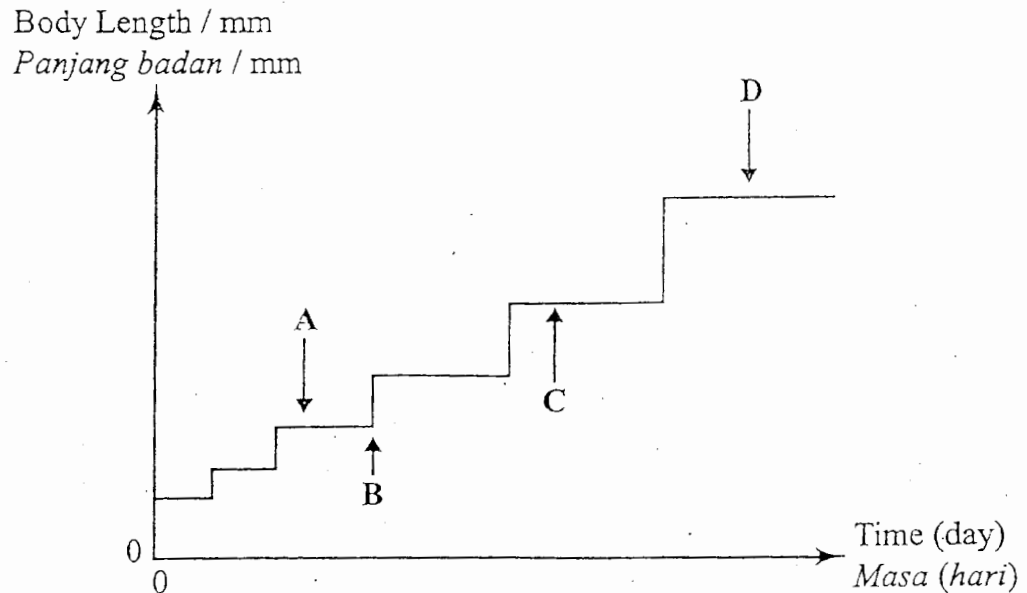 Body Length / mm
Panjang badan / mm
D
A
C
B
0
Time (day)
0
Masa (hari)